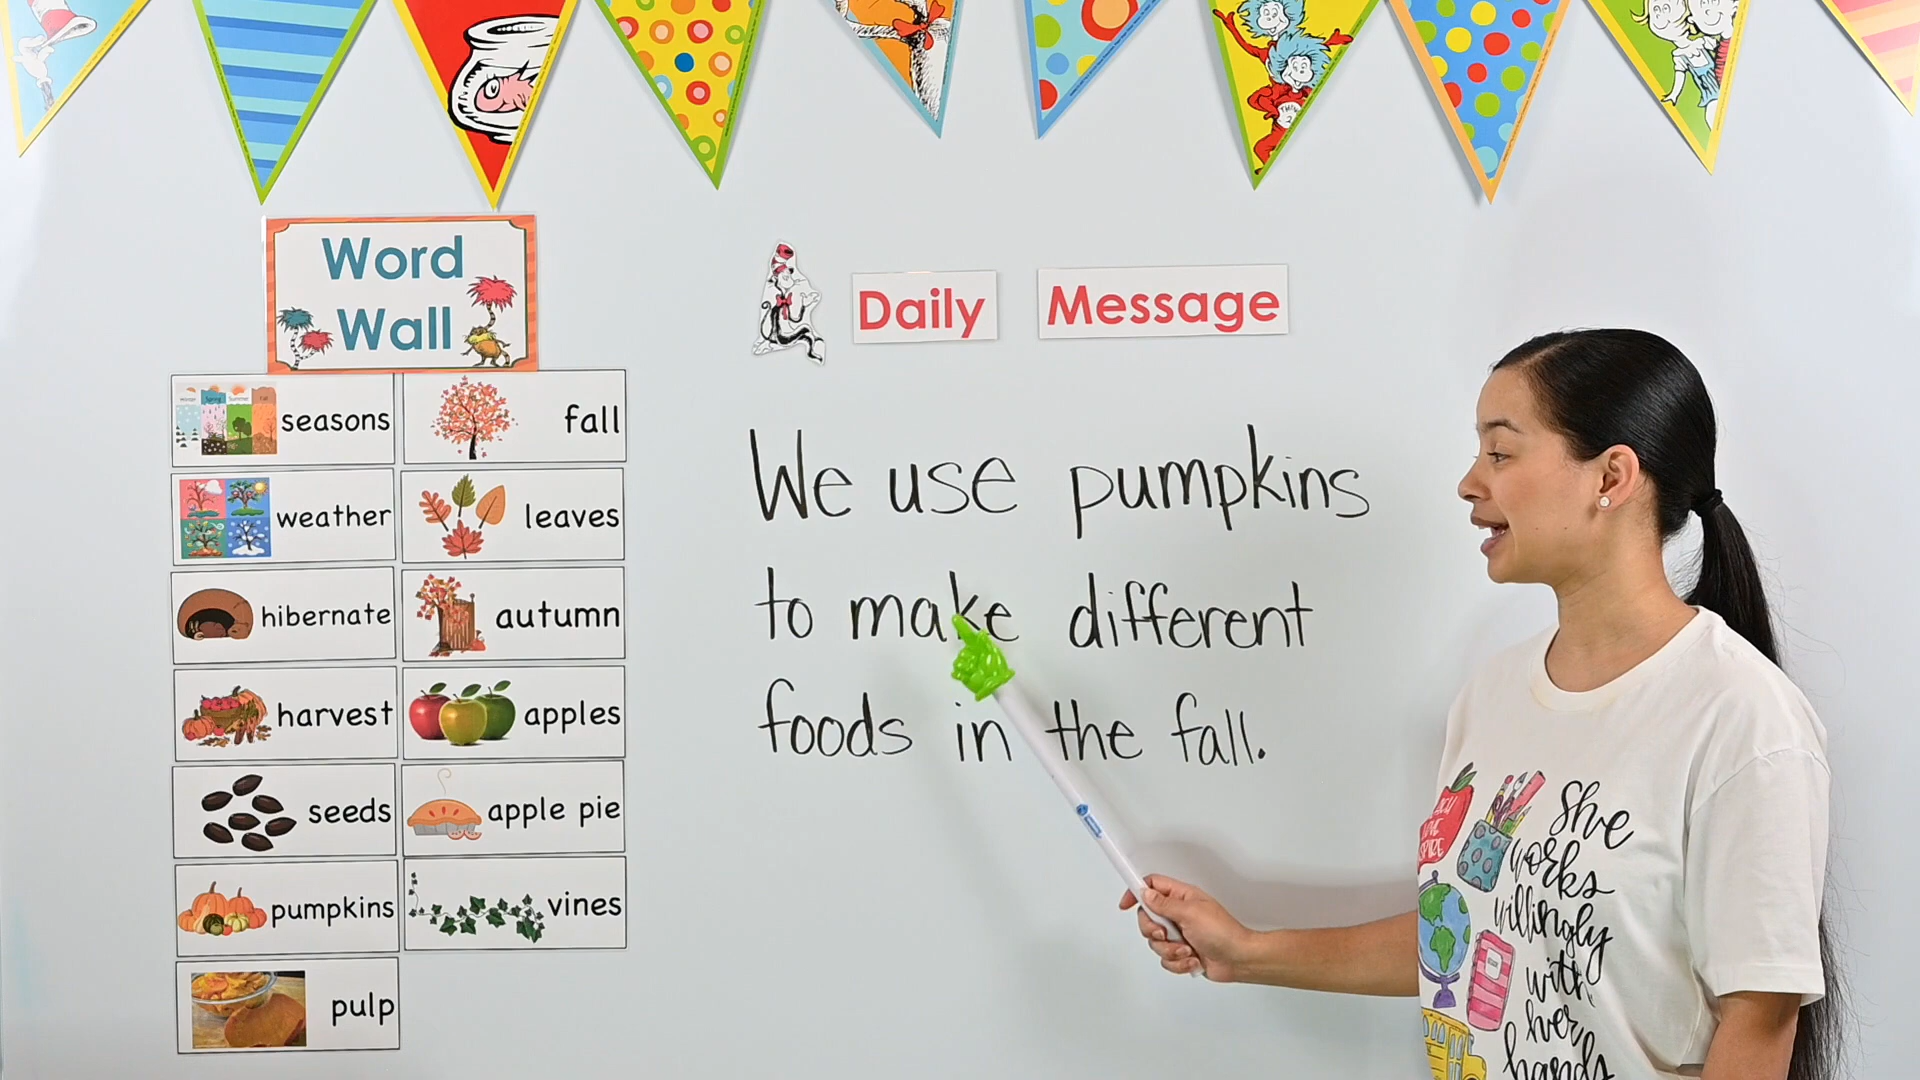 Word
Wall
Daily Message
seasons
fall
weather
leaves
hibernate
autumn
harvest
apples
seeds
apple pie
pumpkins
vines
pulp
We use pumpkins
to make different
foods in the fall.
She
works
willingly
with
her
hands